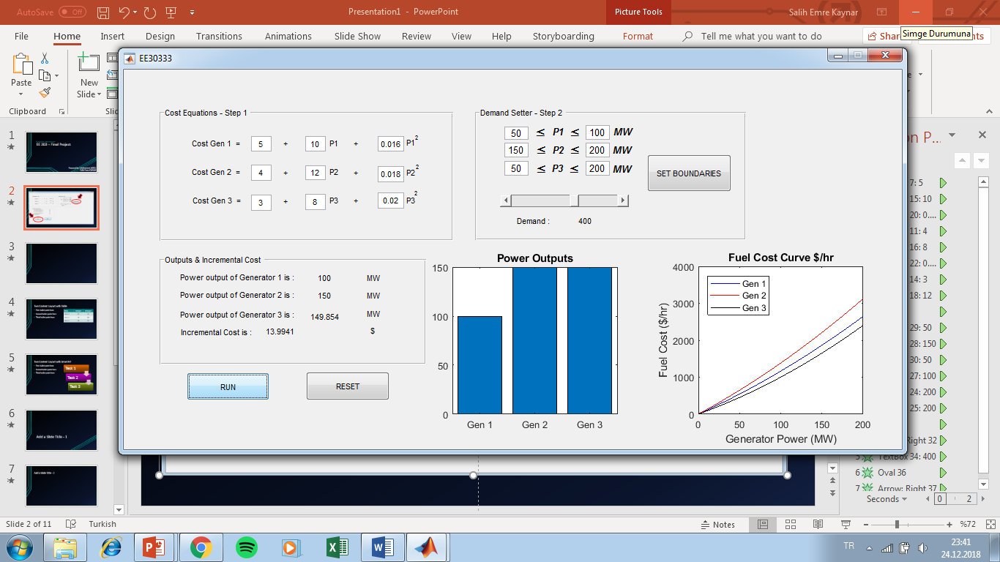 AutoSave Off
Presentation1 - PowerPoint
Picture Tools
Salih Emre Kaynar
File Home Insert Design Transitions Animations Slide Show Review View Help Storyboarding Format Tell me what you want to do
Simge Durumuna
Paste
New
Slide
Clipboard
EE30333
Cost Equations - Step 1
Cost Gen 1 = 5 + 10 P1 + 0.016 P1²
Cost Gen 2 = 4 + 12 P2 + 0.018 P2²
Cost Gen 3 = 3 + 8 P3 + 0.02 P3²
Demand Setter - Step 2
50 ≤ P1 ≤ 100 MW
150 ≤ P2 ≤ 200 MW
50 ≤ P3 ≤ 200 MW
SET BOUNDARIES
Demand : 400
Outputs & Incremental Cost
Power output of Generator 1 is : 100 MW
Power output of Generator 2 is : 150 MW
Power output of Generator 3 is : 149.854 MW
Incremental Cost is : 13.9941 $
RUN
RESET
Power Outputs
150
100
50
0
Gen 1 Gen 2 Gen 3
Fuel Cost Curve $/hr
4000
3000
2000
1000
0
Fuel Cost ($/hr)
Gen 1
Gen 2
Gen 3
0 50 100 150 200
Generator Power (MW)
1
EE 303 – Final Project
2
3
4
5
Text 1
Text 2
Text 3
6
Add a Slide Title - 1
7
Add a Slide Title - 2
7: 5
15: 10
20: 0....
11: 4
16: 8
22: 0....
14: 3
18: 12
29: 50
28: 150
30: 50
27: 100
24: 200
25: 200
Right 32
5 TextBox 34: 400
6 Oval 36
7 Arrow: Right 37
Seconds 0 2
Slide 2 of 11 Turkish
Notes
%72
TR
23:41
24.12.2018